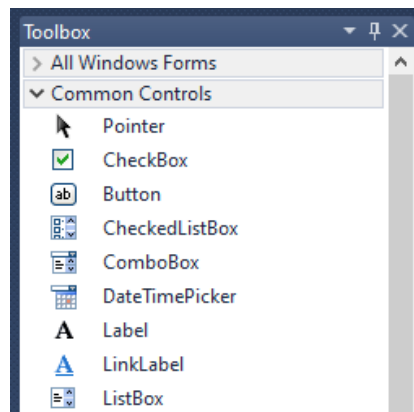 Toolbox
All Windows Forms
Common Controls
Pointer
CheckBox
ab Button
CheckedListBox
ComboBox
DateTimePicker
A Label
A LinkLabel
ListBox